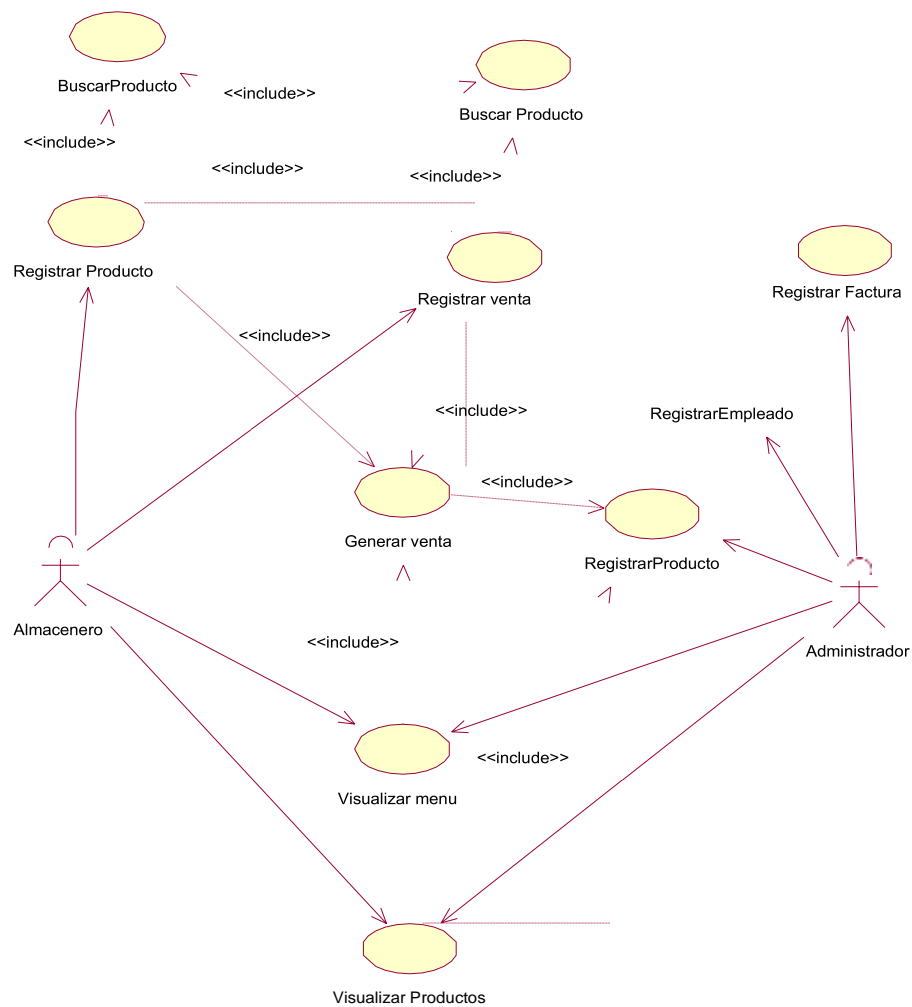 BuscarProducto
<<include>>
Buscar Producto
<<include>>
<<include>>
<<include>>
Registrar Producto
Registrar venta
Registrar Factura
<<include>>
<<include>>
RegistrarEmpleado
<<include>>
Generar venta
RegistrarProducto
Almacenero
<<include>>
Administrador
<<include>>
Visualizar menu
Visualizar Productos